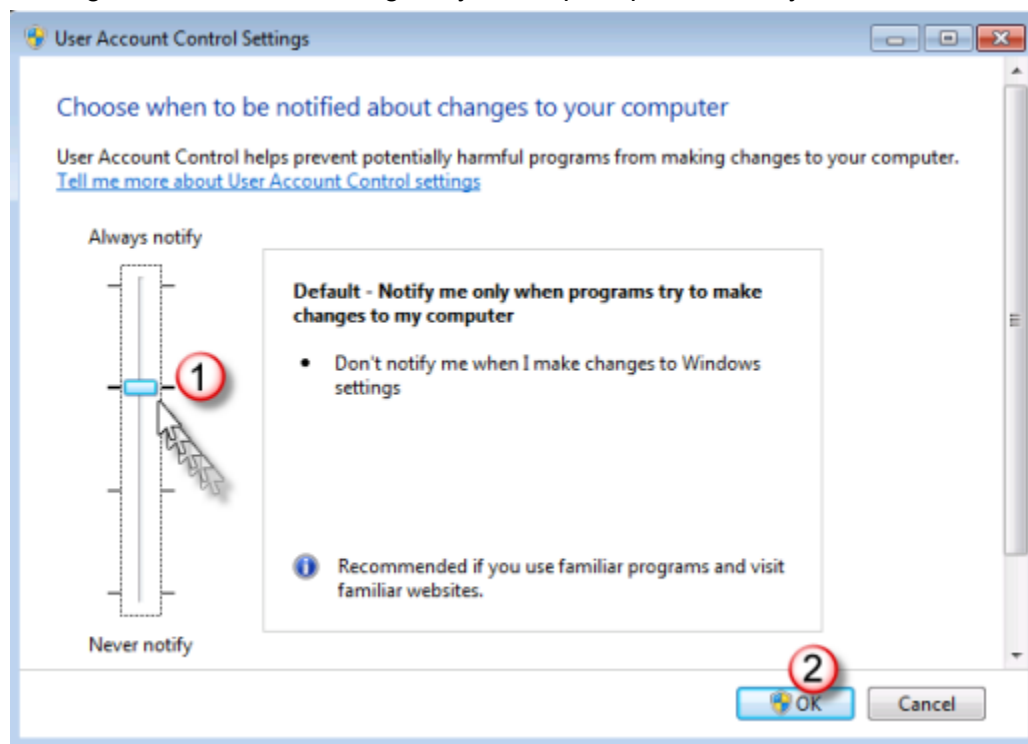 User Account Control Settings
Choose when to be notified about changes to your computer
User Account Control helps prevent potentially harmful programs from making changes to your computer.
Tell me more about User Account Control settings
Always notify
Default - Notify me only when programs try to make
changes to my computer
• Don't notify me when I make changes to Windows
settings
1
Recommended if you use familiar programs and visit
familiar websites.
Never notify
2
OK Cancel